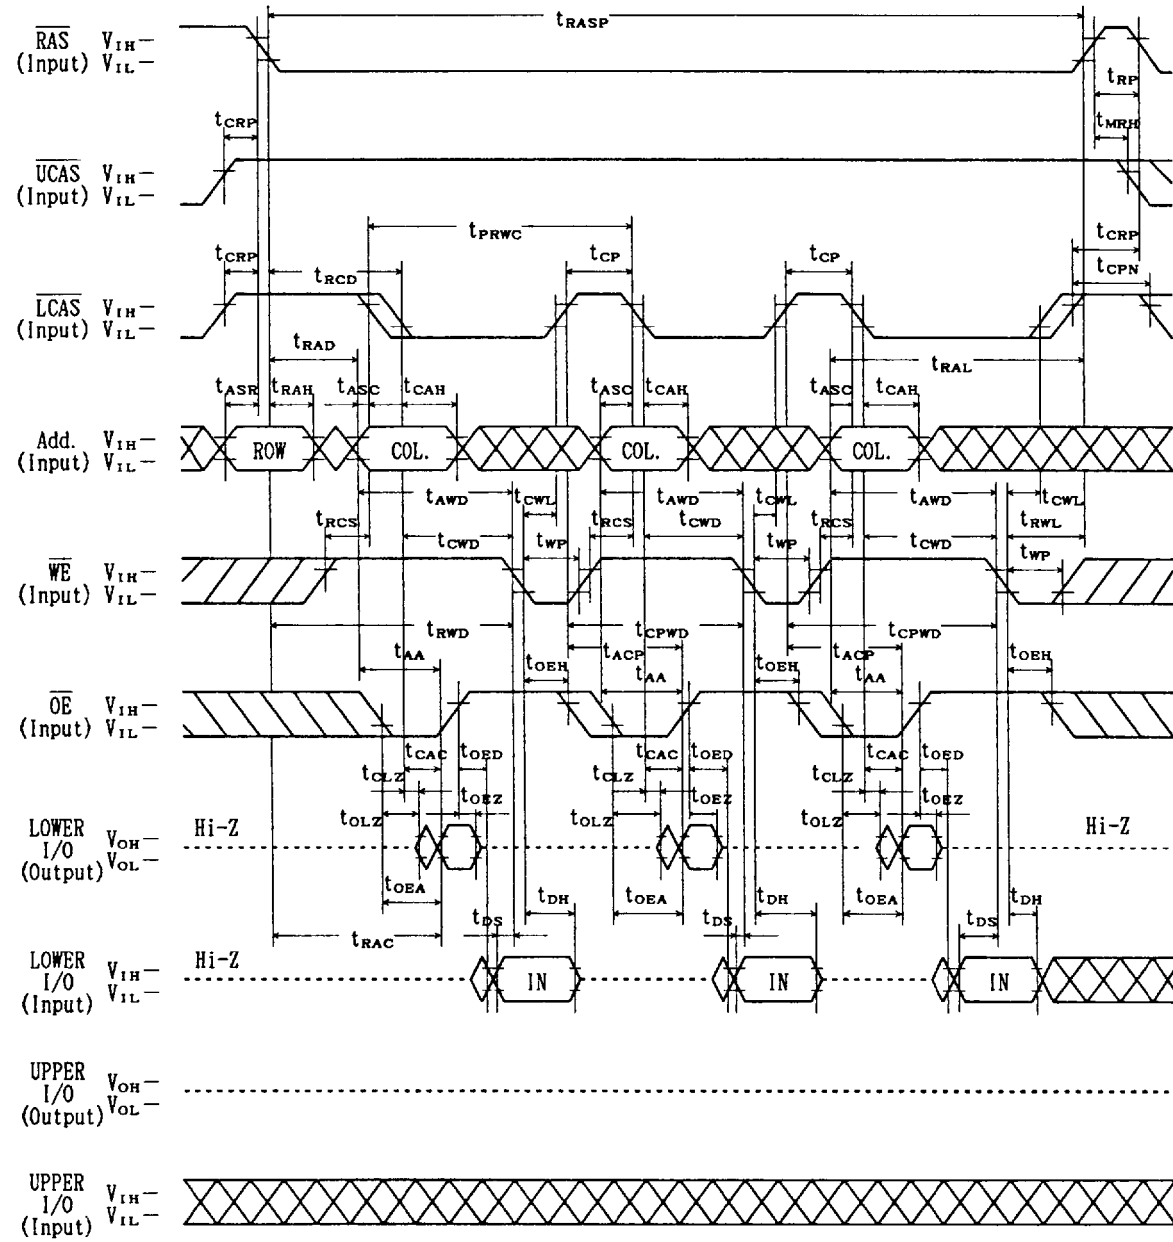 tRASP
RAS VIH
(Input) VIL
tRP
tCRP
tMRH
UCAS VIH
(Input) VIL
tPRWC
tCRP
tCRP tRCD tCP tCP
tCPN
LCAS VIH
(Input) VIL
tRAD
tRAL
tASR tRAH tASC tCAH tASC tCAH tASC tCAH
Add. VIH
(Input) VIL
ROW COL. COL. COL.
tAWD tCWL tAWD tCWL tAWD tCWL
tRCS tCWD tRCS tCWD tRCS tCWD tRWL
tWP tWP tWP
WE VIH
(Input) VIL
tRWD tCPWD tCPWD
tACP tACP
tAA tOEH tAA tOEH tAA tOEH
OE VIH
(Input) VIL
tCAC tOED tCAC tOED tCAC tOED
tCLZ tCLZ tCLZ
tOEZ tOEZ tOEZ
tOLZ tOLZ tOLZ
LOWER
I/O VOH
(Output) VOL
Hi-Z Hi-Z
tOEA tOEA tOEA
tDH tDH tDH
tDS tDS tDS
tRAC
LOWER
I/O VIH
(Input) VIL
Hi-Z
IN IN IN
UPPER
I/O VOH
(Output) VOL
UPPER
I/O VIH
(Input) VIL